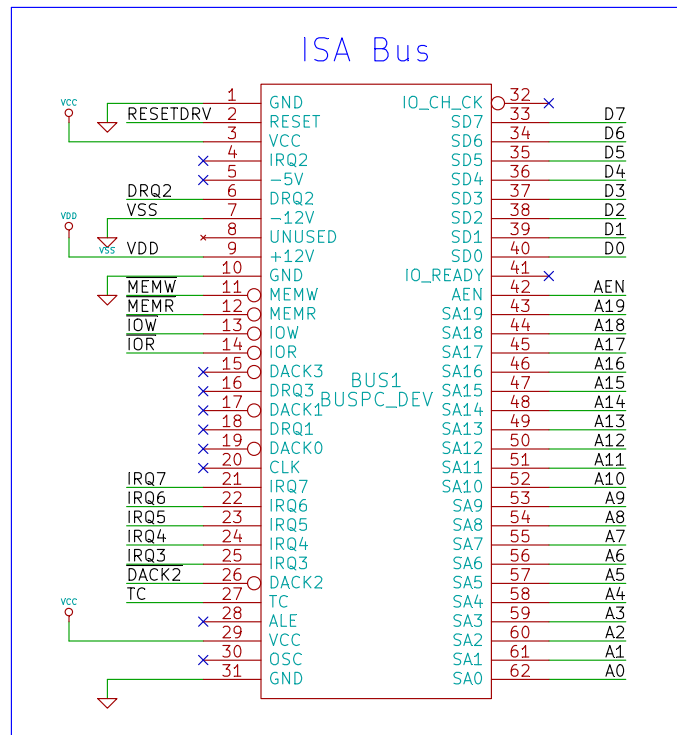 ISA Bus
1 GND IO_CH_CK 32
VCC
RESETDRV 2 RESET SD7 33 D7
3 VCC SD6 34 D6
4 IRQ2 SD5 35 D5
5 -5V SD4 36 D4
DRQ2 6 DRQ2 SD3 37 D3
VSS 7 -12V SD2 38 D2
VDD
8 UNUSED SD1 39 D1
VSS
VDD 9 +12V SD0 40 D0
10 GND IO_READY 41
MEMW 11 MEMW AEN 42 AEN
MEMR 12 MEMR SA19 43 A19
IOW 13 IOW SA18 44 A18
IOR 14 IOR SA17 45 A17
15 DACK3 SA16 46 A16
BUS1
16 DRQ3 SA15 47 A15
BUSPC_DEV
17 DACK1 SA14 48 A14
18 DRQ1 SA13 49 A13
19 DACK0 SA12 50 A12
20 CLK SA11 51 A11
IRQ7 21 IRQ7 SA10 52 A10
IRQ6 22 IRQ6 SA9 53 A9
IRQ5 23 IRQ5 SA8 54 A8
IRQ4 24 IRQ4 SA7 55 A7
IRQ3 25 IRQ3 SA6 56 A6
DACK2 26 DACK2 SA5 57 A5
TC 27 TC SA4 58 A4
VCC
28 ALE SA3 59 A3
29 VCC SA2 60 A2
30 OSC SA1 61 A1
31 GND SA0 62 A0